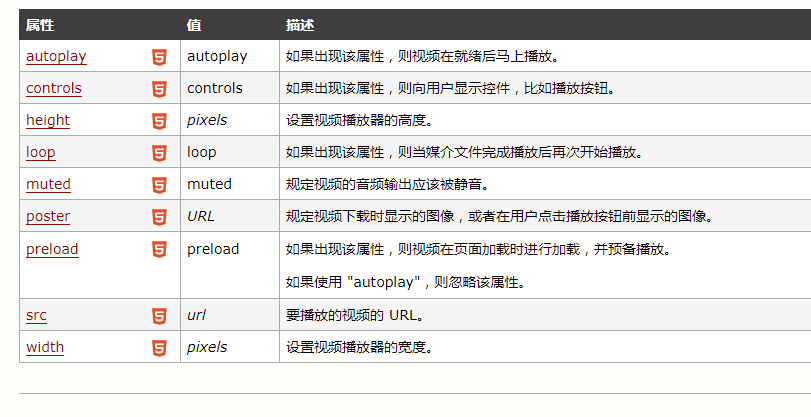 属性 值 描述
autoplay autoplay 如果出现该属性，则视频在就绪后马上播放。
controls controls 如果出现该属性，则向用户显示控件，比如播放按钮。
height pixels 设置视频播放器的高度。
loop loop 如果出现该属性，则当媒介文件完成播放后再次开始播放。
muted muted 规定视频的音频输出应该被静音。
poster URL 规定视频下载时显示的图像，或者在用户点击播放按钮前显示的图像。
preload preload 如果出现该属性，则视频在页面加载时进行加载，并预备播放。
如果使用 "autoplay"，则忽略该属性。
src url 要播放的视频的 URL。
width pixels 设置视频播放器的宽度。